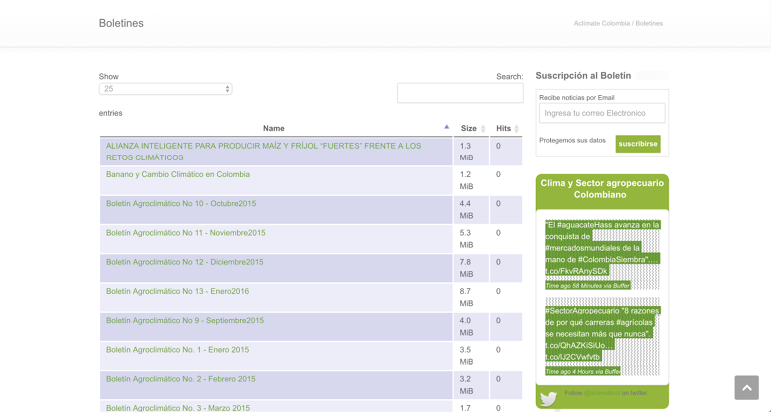 Boletines
Aclímate Colombia / Boletines
Show
25
entries
Search:
Name
Size
Hits
ALIANZA INTELIGENTE PARA PRODUCIR MAÍZ Y FRÍJOL “FUERTES” FRENTE A LOS
RETOS CLIMÁTICOS
1.3
MiB
0
Banano y Cambio Climático en Colombia
1.2
MiB
0
Boletín Agroclimático No 10 - Octubre2015
4.4
MiB
0
Boletín Agroclimático No 11 - Noviembre2015
5.3
MiB
0
Boletín Agroclimático No 12 - Diciembre2015
7.8
MiB
0
Boletín Agroclimático No 13 - Enero2016
8.7
MiB
0
Boletín Agroclimático No 9 - Septiembre2015
4.0
MiB
0
Boletín Agroclimático No. 1 - Enero 2015
3.5
MiB
0
Boletín Agroclimático No. 2 - Febrero 2015
3.2
MiB
0
Boletín Agroclimático No. 3 - Marzo 2015
1.7
0
Suscripción al Boletín
Recibe noticias por Email
Ingresa tu correo Electronico
Protegemos sus datos
suscribirse
Clima y Sector agropecuario
Colombiano
"El #aguacateHass avanza en la
conquista de
#mercadosmundiales de la
mano de #ColombiaSiembra"....
t.co/FkvRAnySDk
Time ago 58 Minutes via Buffer
#SectorAgropecuario "8 razones
de por qué carreras #agrícolas
se necesitan más que nunca".
t.co/QhAZKiSiUo...
t.co/U2CVwfvtb
Time ago 4 Hours via Buffer
Follow
on twitter